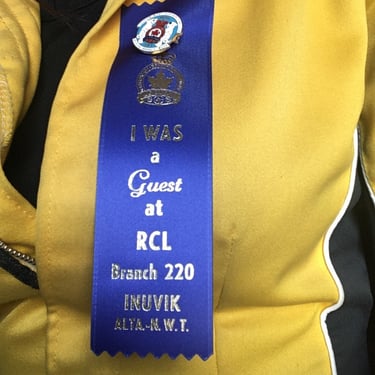 I WAS
a
Guest
at
RCL
Branch 220
INUVIK
ALTA.-N.W.T.